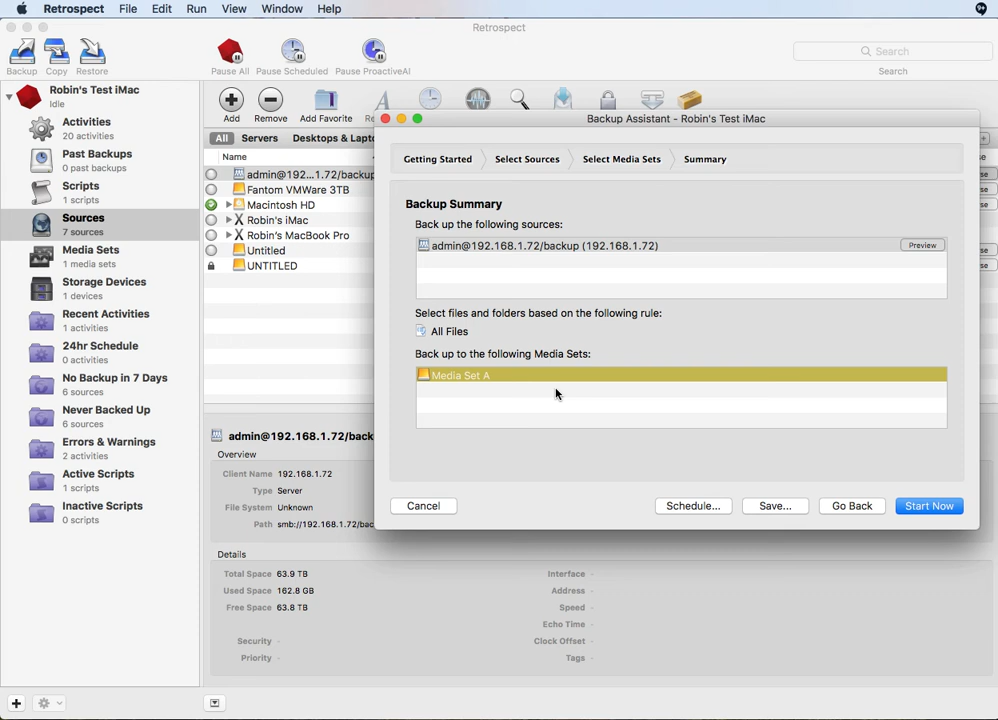 Retrospect File Edit Run View Window Help
Retrospect
Backup Copy Restore
Pause All Pause Scheduled Pause ProactiveAI
Search
Search
Robin's Test iMac
Idle
Activities
20 activities
Past Backups
0 past backups
Scripts
1 scripts
Sources
7 sources
Media Sets
1 media sets
Storage Devices
1 devices
Recent Activities
1 activities
24hr Schedule
0 activities
No Backup in 7 Days
6 sources
Never Backed Up
6 sources
Errors & Warnings
2 activities
Active Scripts
1 scripts
Inactive Scripts
0 scripts
Add Remove Add Favorite
All Servers Desktops & Lapt
Name
admin@192...1.72/backup
Fantom VMWare 3TB
Macintosh HD
Robin's iMac
Robin's MacBook Pro
Untitled
UNTITLED
admin@192.168.1.72/back
Overview
Client Name 192.168.1.72
Type Server
File System Unknown
Path smb://192.168.1.72/bac
Details
Total Space 63.9 TB
Used Space 162.8 GB
Free Space 63.8 TB
Security -
Priority -
Interface -
Address -
Speed -
Echo Time -
Clock Offset -
Tags -
Backup Assistant - Robin's Test iMac
Getting Started Select Sources Select Media Sets Summary
Backup Summary
Back up the following sources:
admin@192.168.1.72/backup (192.168.1.72) Preview
Select files and folders based on the following rule:
All Files
Back up to the following Media Sets:
Media Set A
Cancel Schedule... Save... Go Back Start Now